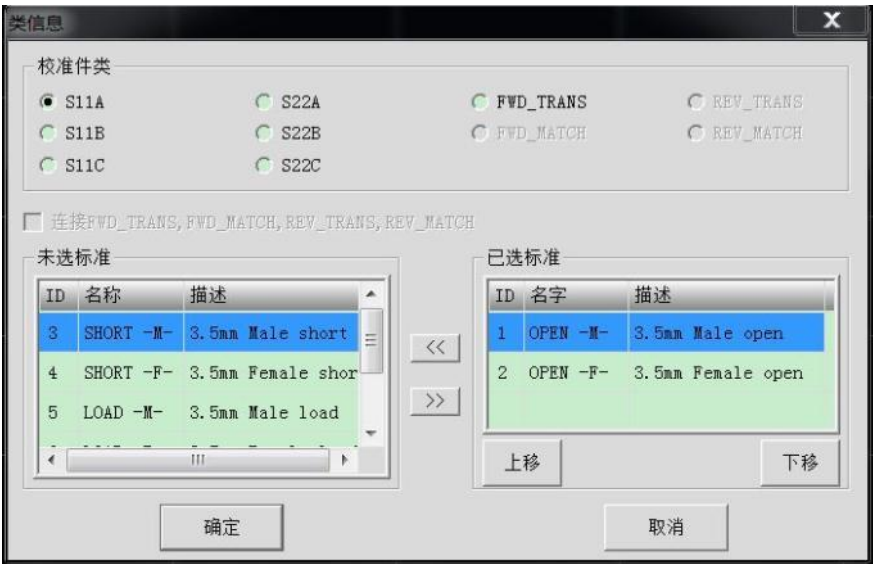 类信息
校准件类
S11A S22A FWD_TRANS REV_TRANS
S11B S22B FWD_MATCH REV_MATCH
S11C S22C
连接FWD_TRANS,FWD_MATCH,REV_TRANS,REV_MATCH
未选标准
ID 名称 描述
3 SHORT -M- 3.5mm Male short
4 SHORT -F- 3.5mm Female shor
5 LOAD -M- 3.5mm Male load
<<
>>
已选标准
ID 名字 描述
1 OPEN -M- 3.5mm Male open
2 OPEN -F- 3.5mm Female open
上移 下移
确定 取消